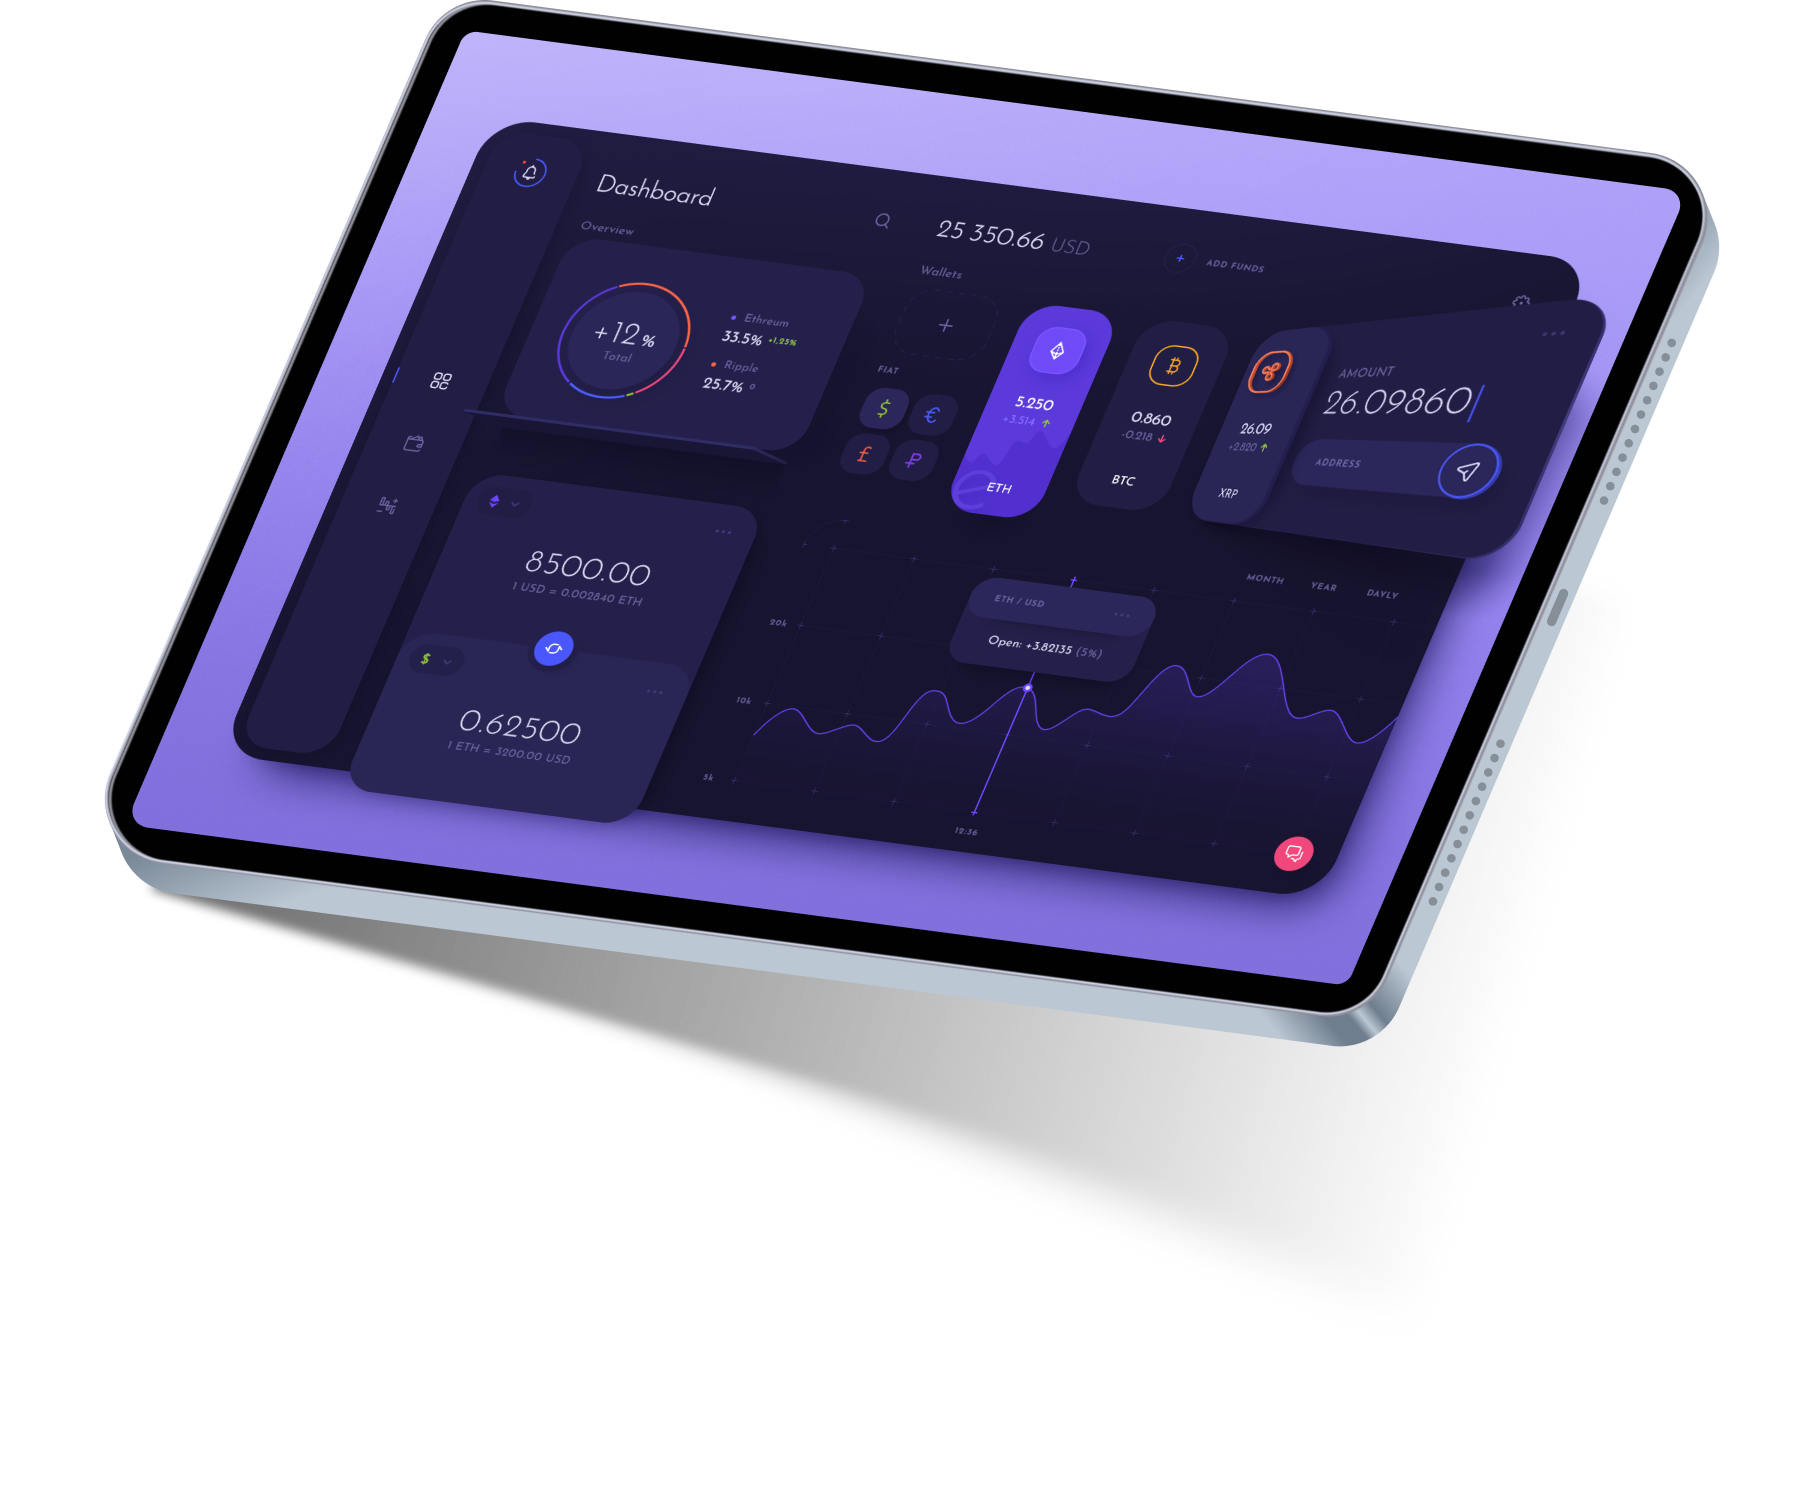 Dashboard
25 350.66 USD
+ ADD FUNDS
Overview
+12%
Total
Ethreum
33.5% +1,25%
Ripple
25.7% 0
Wallets
+
FIAT
$ €
£ ₽
5.250
+3.514
ETH
₿
0.860
-0.218
BTC
26.09
+2.820
XRP
AMOUNT
26.09860
ADDRESS
8500.00
1 USD = 0.002840 ETH
$
0.62500
1 ETH = 3200.00 USD
MONTH YEAR DAYLY
ETH / USD
Open: +3.82135 (5%)
20k
10k
5k
12:36